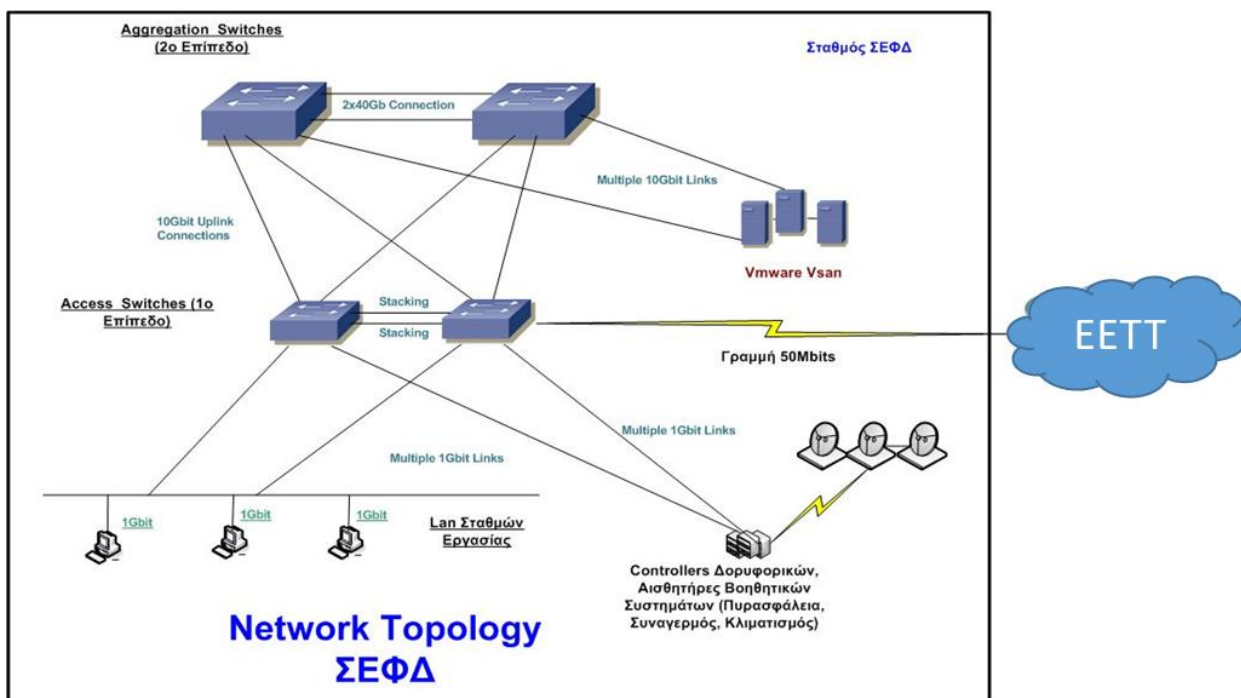 Aggregation Switches
(2ο Επίπεδο)
Σταθμός ΣΕΦΔ
2x40Gb Connection
Multiple 10Gbit Links
10Gbit Uplink
Connections
Vmware Vsan
Access Switches (1ο
Επίπεδο)
Stacking
Stacking
Γραμμή 50Mbits
ΕΕΤΤ
Multiple 1Gbit Links
Multiple 1Gbit Links
1Gbit
1Gbit
1Gbit
Lan Σταθμών
Εργασίας
Controllers Δορυφορικών,
Αισθητήρες Βοηθητικών
Συστημάτων (Πυρασφάλεια,
Συναγερμός, Κλιματισμός)
Network Topology
ΣΕΦΔ